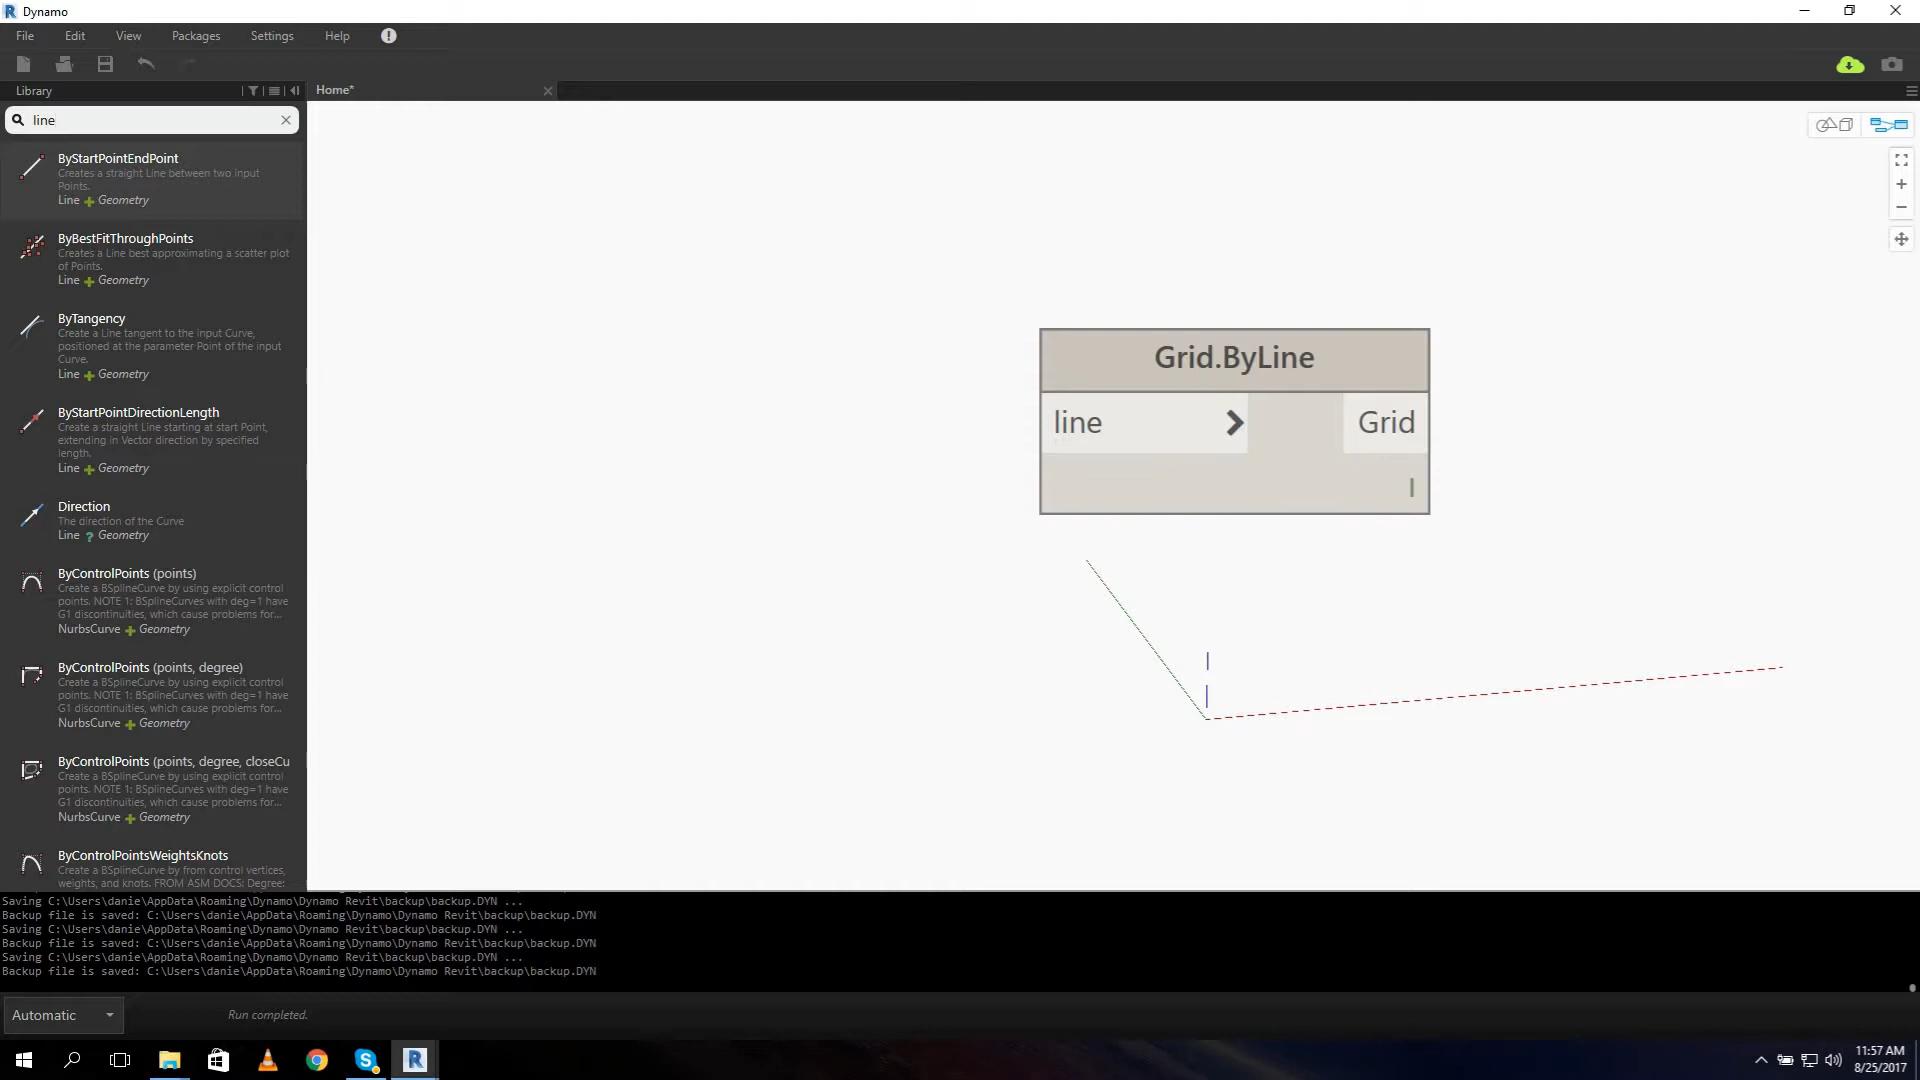 Dynamo
File Edit View Packages Settings Help
Library
Home*
line
ByStartPointEndPoint
Creates a straight Line between two input
Points.
Line Geometry
ByBestFitThroughPoints
Creates a Line best approximating a scatter plot
of Points.
Line Geometry
ByTangency
Create a Line tangent to the input Curve,
positioned at the parameter Point of the input
Curve.
Line Geometry
ByStartPointDirectionLength
Create a straight Line starting at start Point,
extending in Vector direction by specified
length.
Line Geometry
Direction
The direction of the Curve
Line ? Geometry
ByControlPoints (points)
Create a BSplineCurve by using explicit control
points. NOTE 1: BSplineCurves with deg=1 have
G1 discontinuities, which cause problems for...
NurbsCurve Geometry
ByControlPoints (points, degree)
Create a BSplineCurve by using explicit control
points. NOTE 1: BSplineCurves with deg=1 have
G1 discontinuities, which cause problems for...
NurbsCurve Geometry
ByControlPoints (points, degree, closeCu
Create a BSplineCurve by using explicit control
points. NOTE 1: BSplineCurves with deg=1 have
G1 discontinuities, which cause problems for...
NurbsCurve Geometry
ByControlPointsWeightsKnots
Create a BSplineCurve by from control vertices,
weights, and knots. FROM ASM DOCS: Degree:
Grid.ByLine
line
Grid
l
Saving C:\Users\danie\AppData\Roaming\Dynamo\Dynamo Revit\backup\backup.DYN ...
Backup file is saved: C:\Users\danie\AppData\Roaming\Dynamo\Dynamo Revit\backup\backup.DYN
Saving C:\Users\danie\AppData\Roaming\Dynamo\Dynamo Revit\backup\backup.DYN ...
Backup file is saved: C:\Users\danie\AppData\Roaming\Dynamo\Dynamo Revit\backup\backup.DYN
Saving C:\Users\danie\AppData\Roaming\Dynamo\Dynamo Revit\backup\backup.DYN ...
Backup file is saved: C:\Users\danie\AppData\Roaming\Dynamo\Dynamo Revit\backup\backup.DYN
Automatic
Run completed.
11:57 AM
8/25/2017